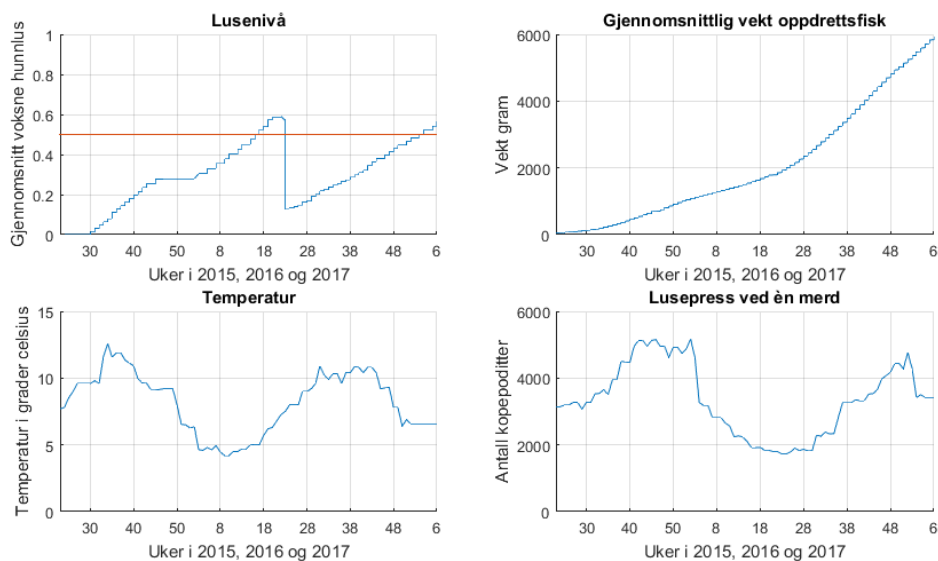 Lusenivå
Gjennomsnitt voksne hunnlus
1
0.8
0.6
0.4
0.2
0
30 40 50 8 18 28 38 48 6
Uker i 2015, 2016 og 2017
Gjennomsnittlig vekt oppdrettsfisk
Vekt gram
6000
4000
2000
0
30 40 50 8 18 28 38 48 6
Uker i 2015, 2016 og 2017
Temperatur
Temperatur i grader celsius
15
10
5
0
30 40 50 8 18 28 38 48 6
Uker i 2015, 2016 og 2017
Lusepress ved èn merd
Antall kopepoditter
6000
4000
2000
0
30 40 50 8 18 28 38 48 6
Uker i 2015, 2016 og 2017